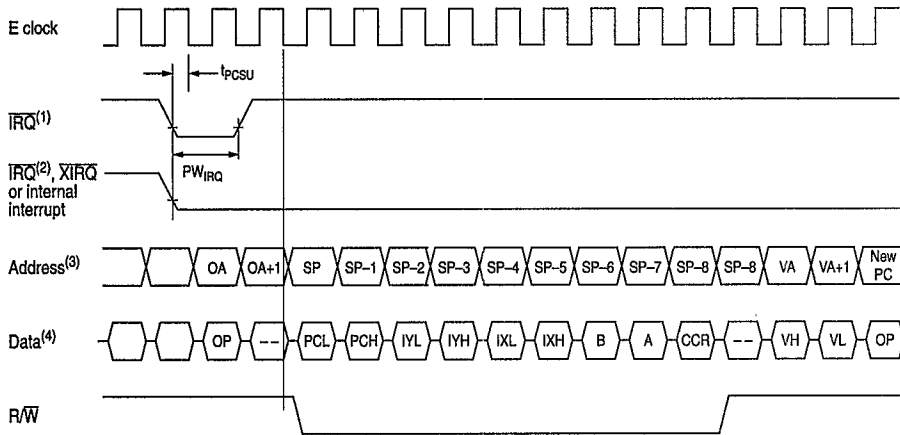 E clock
tPCSU
IRQ(1)
PWIRQ
IRQ(2), XIRQ
or internal
interrupt
Address(3) OA OA+1 SP SP–1 SP–2 SP–3 SP–4 SP–5 SP–6 SP–7 SP–8 SP–8 VA VA+1 New PC
Data(4) OP –– PCL PCH IYL IYH IXL IXH B A CCR –– VH VL OP
R/W